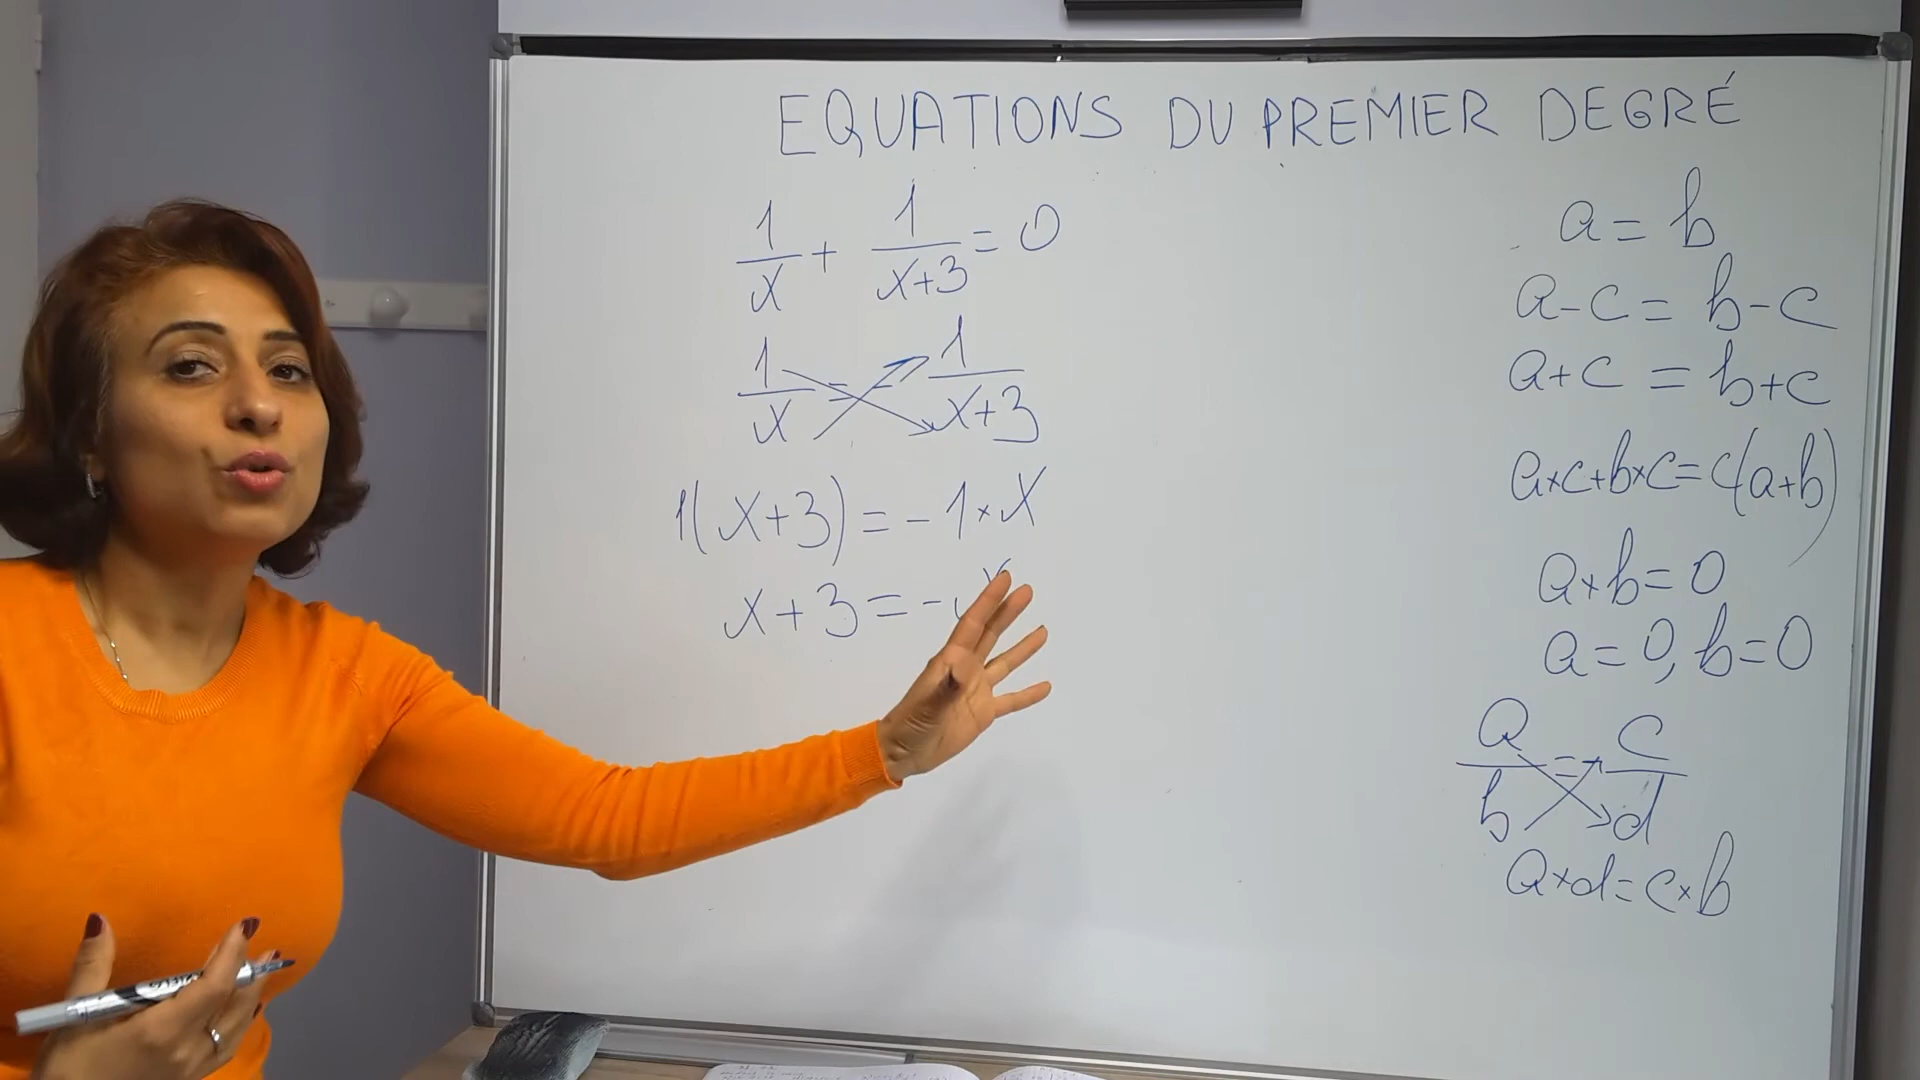 EQUATIONS DU PREMIER DEGRÉ
1/x + 1/x+3 = 0
1/x = - 1/x+3
1(x+3) = -1×x
x+3 = -x
a = b
a-c = b-c
a+c = b+c
a×c+b×c=c(a+b)
a×b=0
a=0, b=0
a/b = c/d
a×d=c×b